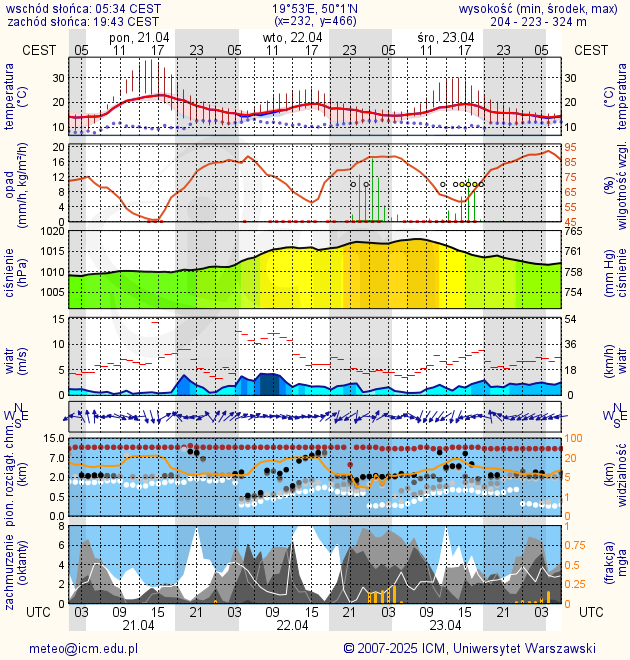 wschód słońca: 05:34 CEST 19°53'E, 50°1'N wysokość (min, środek, max)
zachód słońca: 19:43 CEST (x=232, y=466) 204 - 223 - 324 m
pon, 21.04 wto, 22.04 śro, 23.04
CEST 05 11 17 23 05 11 17 23 05 11 17 23 05 CEST
temperatura (°C)
30
20
10
temperatura (°C)
30
20
10
opad (mm/h, kg/m²/h)
20
16
12
8
4
0
95
85
75
65
55
45
(%) wilgotność wzgl.
ciśnienie (hPa)
1020
1015
1010
1005
765
761
758
754
(mm Hg) ciśnienie
wiatr (m/s)
15
10
5
0
54
36
18
0
(km/h) wiatr
N
W E
S
N
W E
S
pion. rozciągł. chm. (km)
15.0
7.0
2.0
0.5
0.0
100
20
5
1
0
(km) widzialność
zachmurzenie (oktanty)
8
6
4
2
0
1
0.75
0.5
0.25
0
(frakcja) mgła
UTC 03 09 15 21 03 09 15 21 03 09 15 21 03 UTC
21.04 22.04 23.04
meteo@icm.edu.pl © 2007-2025 ICM, Uniwersytet Warszawski